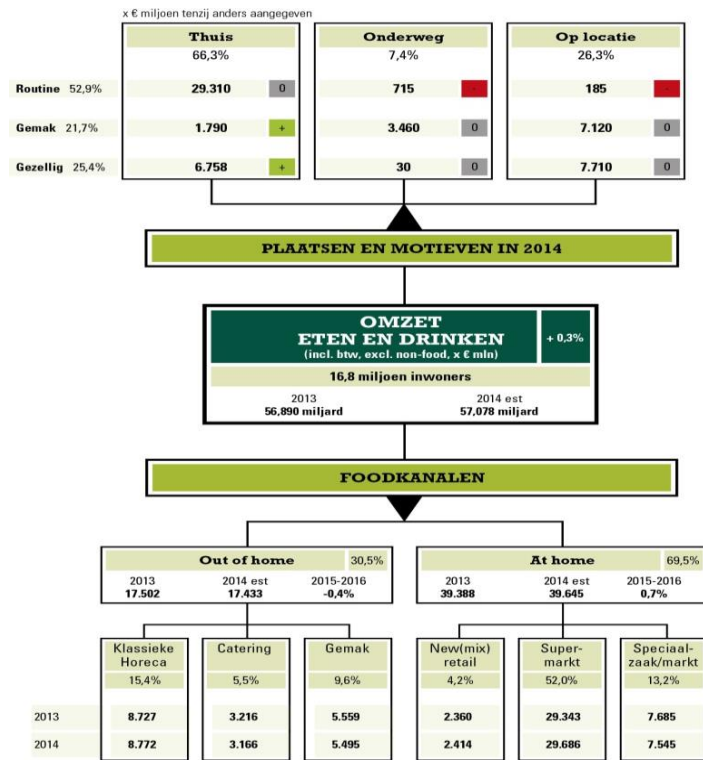 x € miljoen tenzij anders aangegeven
Thuis Onderweg Op locatie
66,3% 7,4% 26,3%
Routine 52,9% 29.310 0 715 - 185 -
Gemak 21,7% 1.790 + 3.460 0 7.120 0
Gezellig 25,4% 6.758 + 30 0 7.710 0
PLAATSEN EN MOTIEVEN IN 2014
OMZET
ETEN EN DRINKEN + 0,3%
(incl. btw, excl. non-food, x € mln)
16,8 miljoen inwoners
2013 2014 est
56,890 miljard 57,078 miljard
FOODKANALEN
Out of home 30,5% At home 69,5%
2013 2014 est 2015-2016 2013 2014 est 2015-2016
17.502 17.433 -0,4% 39.388 39.645 0,7%
Klassieke Catering Gemak New(mix) Super- Speciaal-
Horeca retail markt zaak/markt
15,4% 5,5% 9,6% 4,2% 52,0% 13,2%
2013 8.727 3.216 5.559 2.360 29.343 7.685
2014 8.772 3.166 5.495 2.414 29.686 7.545